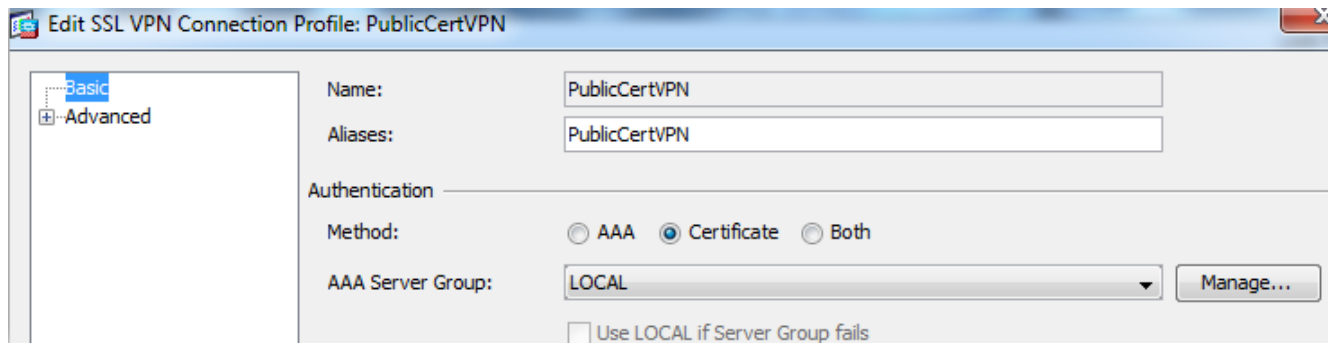 Edit SSL VPN Connection Profile: PublicCertVPN
Basic
Advanced
Name: PublicCertVPN
Aliases: PublicCertVPN
Authentication
Method: AAA Certificate Both
AAA Server Group: LOCAL Manage...
Use LOCAL if Server Group fails